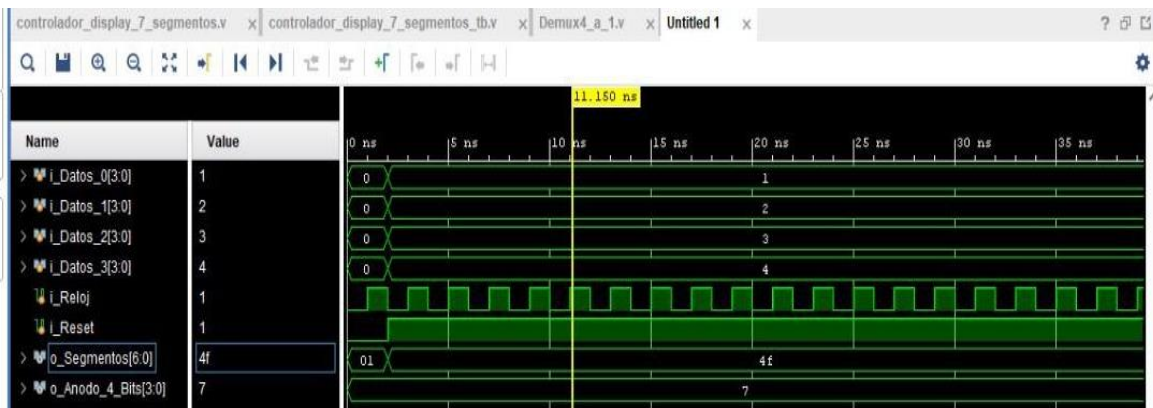 controlador_display_7_segmentos.v x controlador_display_7_segmentos_tb.v x Demux4_a_1.v x Untitled 1 x ?
11.150 ns
Name Value 0 ns 5 ns 10 ns 15 ns 20 ns 25 ns 30 ns 35 ns
> i_Datos_0[3:0] 1 0 1
> i_Datos_1[3:0] 2 0 2
> i_Datos_2[3:0] 3 0 3
> i_Datos_3[3:0] 4 0 4
i_Reloj 1
i_Reset 1
> o_Segmentos[6:0] 4f 01 4f
> o_Anodo_4_Bits[3:0] 7 7